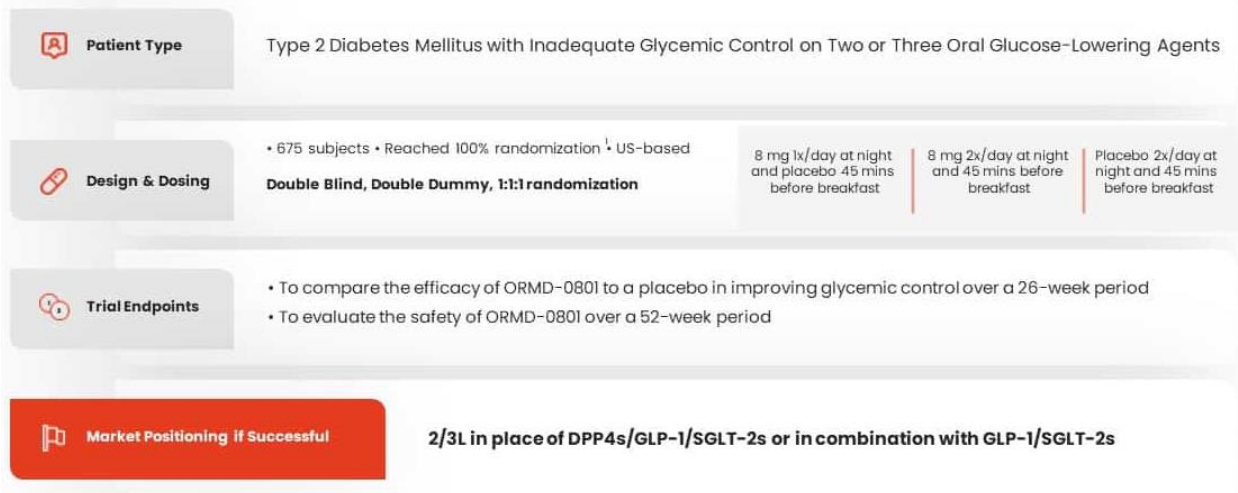 Patient Type
Type 2 Diabetes Mellitus with Inadequate Glycemic Control on Two or Three Oral Glucose-Lowering Agents
Design & Dosing
• 675 subjects • Reached 100% randomization ¹• US-based
Double Blind, Double Dummy, 1:1:1 randomization
8 mg 1x/day at night
and placebo 45 mins
before breakfast
8 mg 2x/day at night
and 45 mins before
breakfast
Placebo 2x/day at
night and 45 mins
before breakfast
Trial Endpoints
• To compare the efficacy of ORMD-0801 to a placebo in improving glycemic control over a 26-week period
• To evaluate the safety of ORMD-0801 over a 52-week period
Market Positioning if Successful
2/3L in place of DPP4s/GLP-1/SGLT-2s or in combination with GLP-1/SGLT-2s